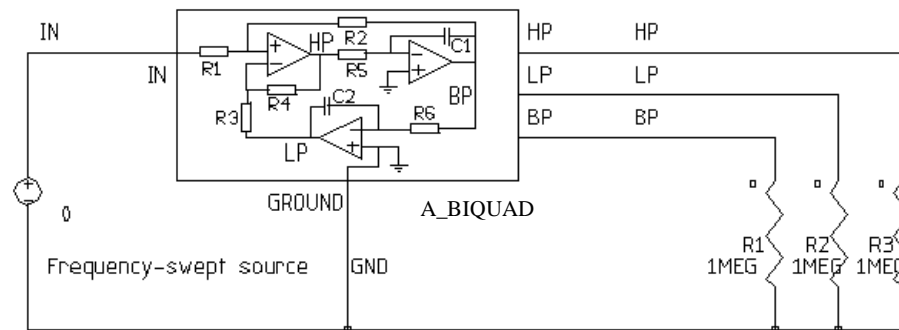 IN
HP
HP
R2
C1
HP
R1
R5
IN
LP
LP
R4
C2
BP
R3
R6
BP
BP
LP
GROUND
A_BIQUAD
0
R1
R2
R3
Frequency-swept source
GND
1MEG
1MEG
1MEG